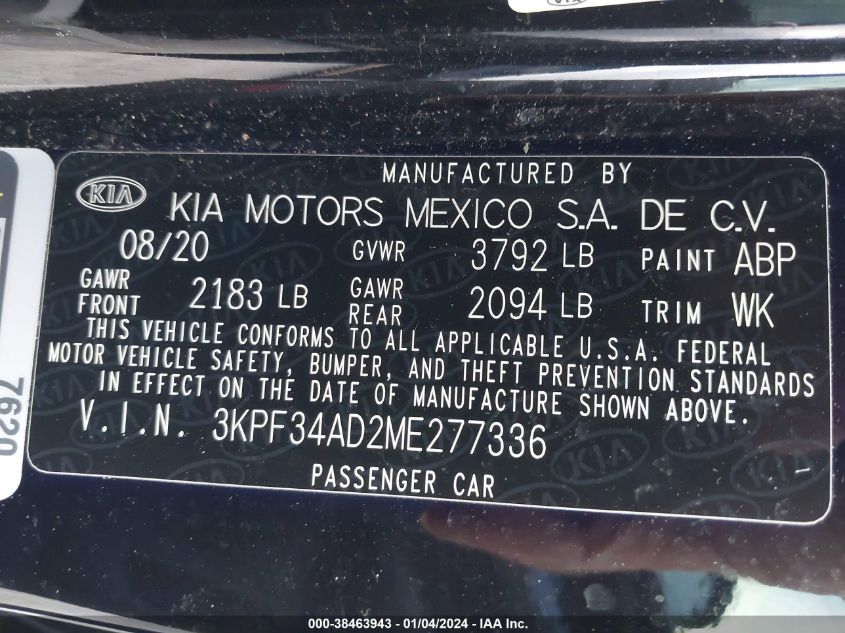 KIA
MANUFACTURED BY
KIA MOTORS MEXICO S.A. DE C.V.
08/20 GVWR 3792 LB PAINT ABP
GAWR FRONT 2183 LB GAWR REAR 2094 LB TRIM WK
THIS VEHICLE CONFORMS TO ALL APPLICABLE U.S.A. FEDERAL
MOTOR VEHICLE SAFETY, BUMPER, AND THEFT PREVENTION STANDARDS
IN EFFECT ON THE DATE OF MANUFACTURE SHOWN ABOVE.
V.I.N. 3KPF34AD2ME277336
PASSENGER CAR
7620
000-38463943 - 01/04/2024 - IAA Inc.